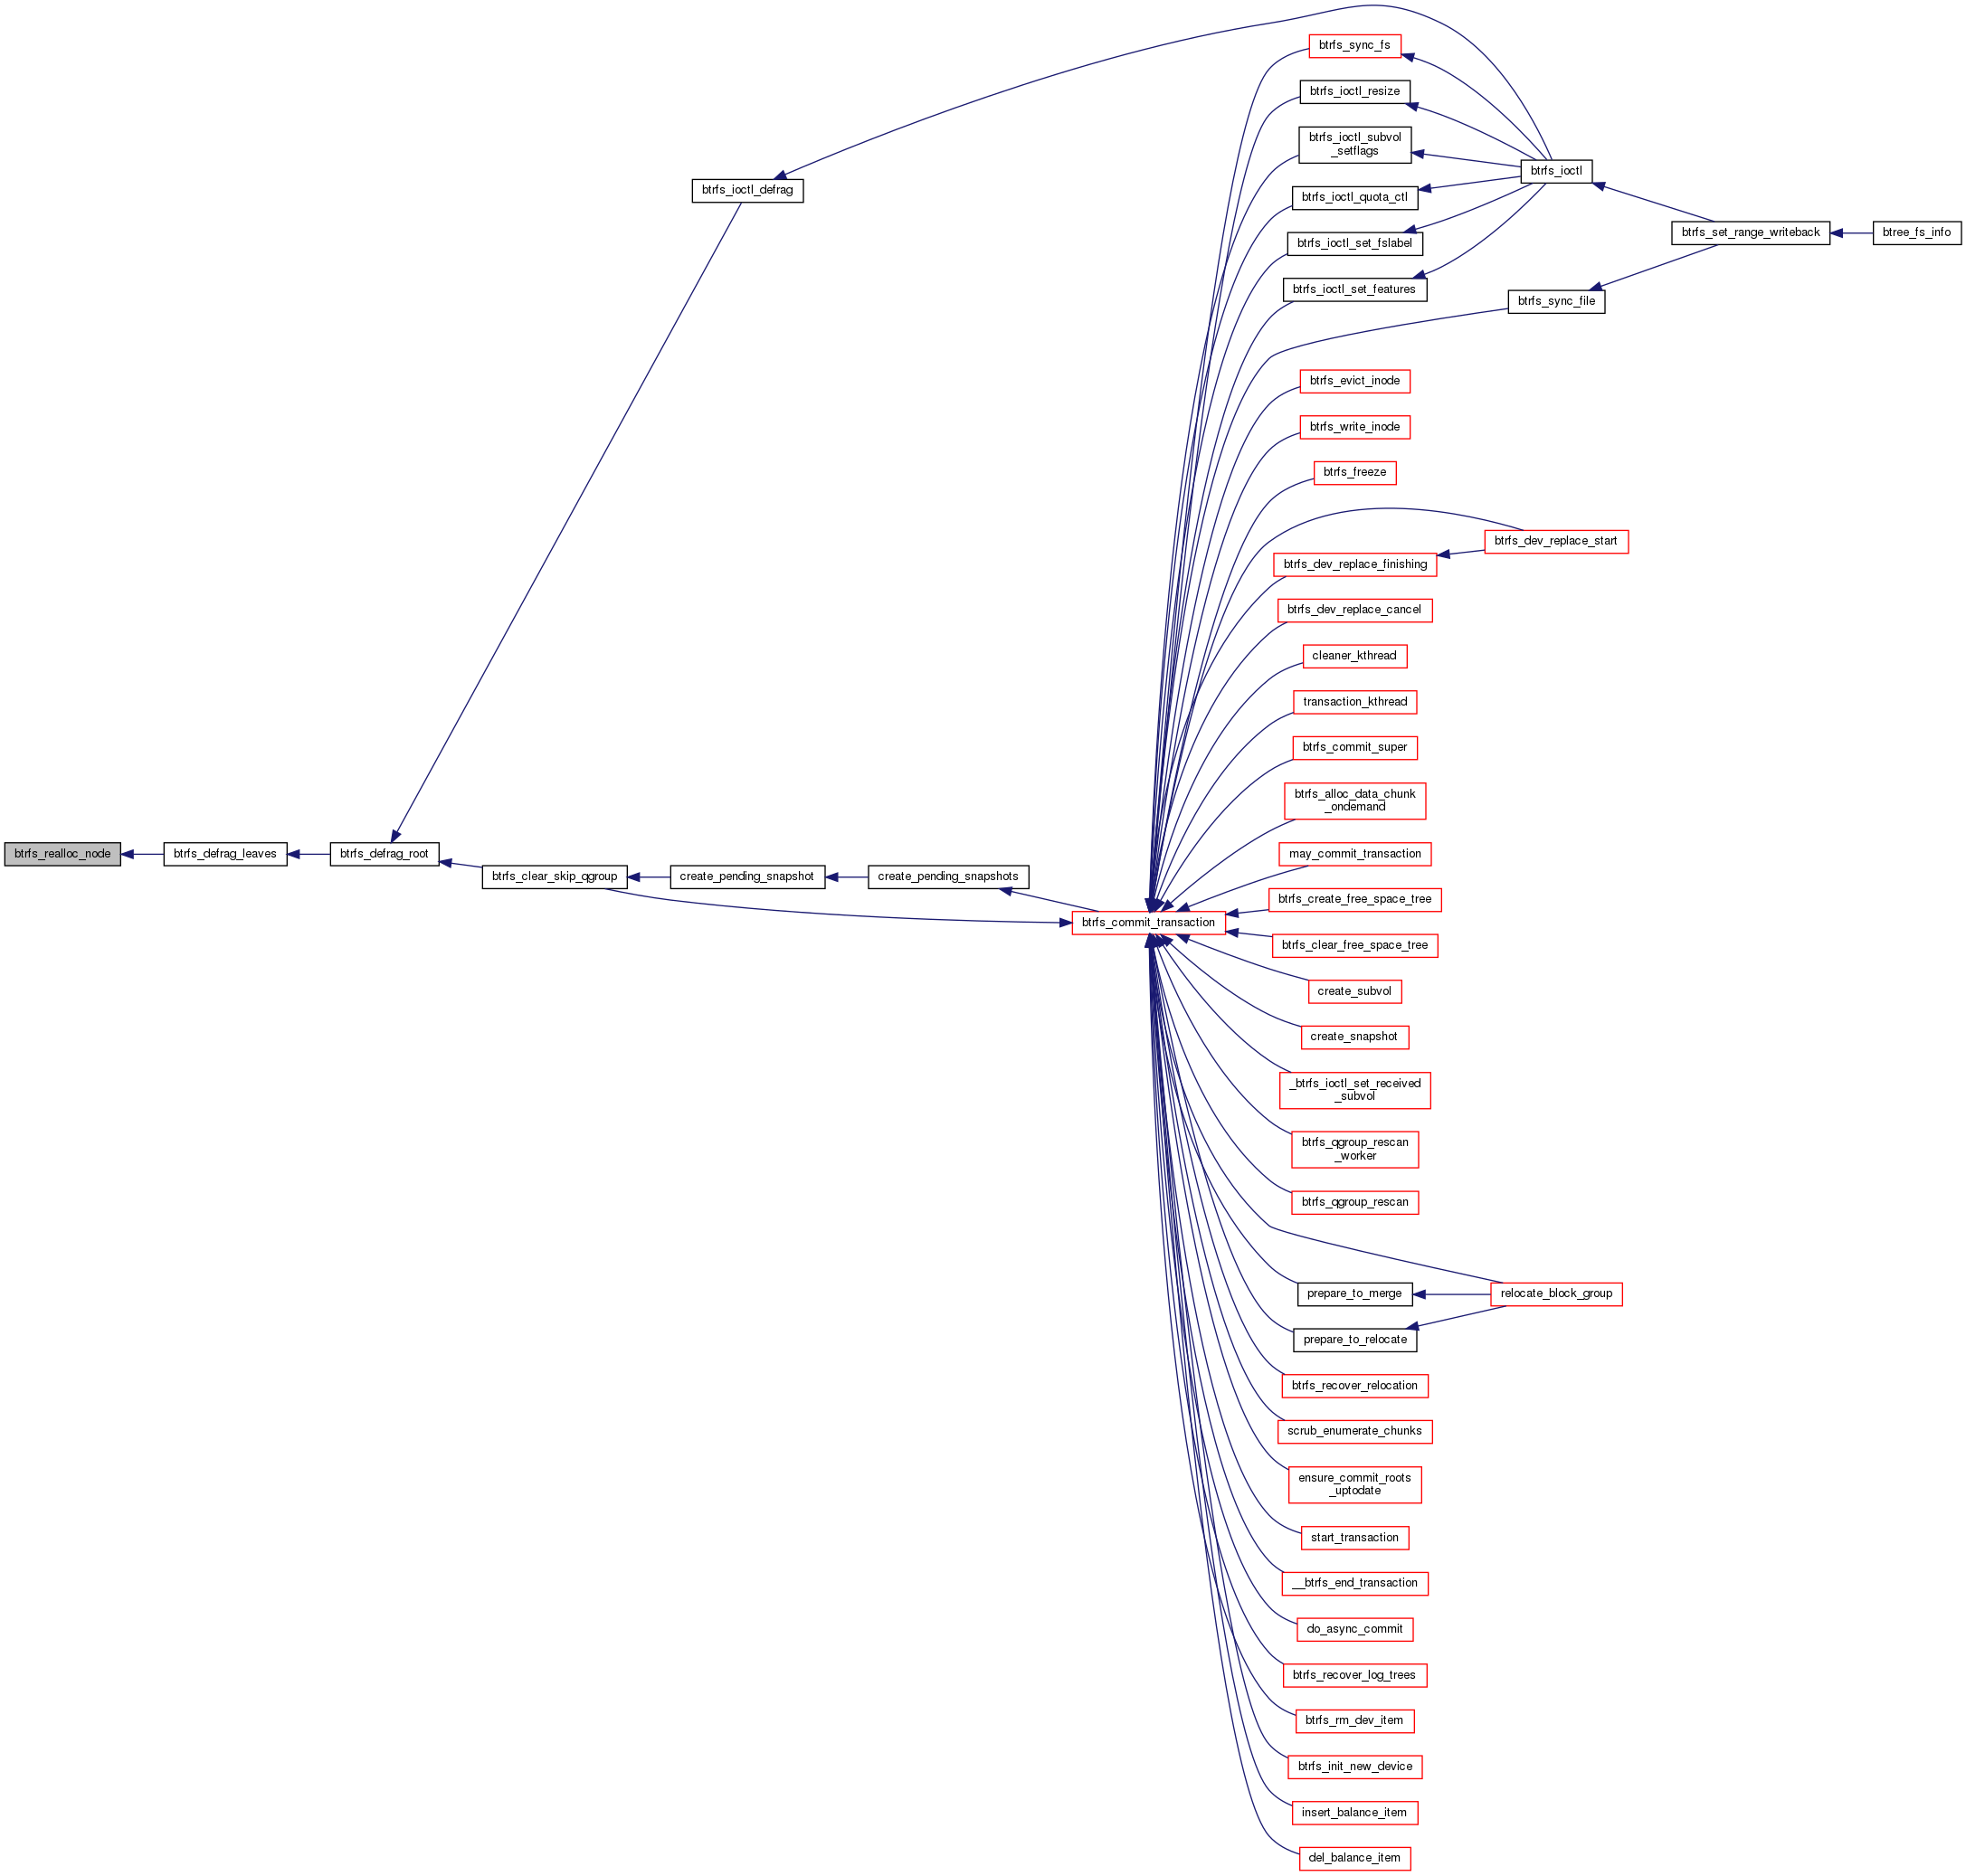 btrfs_sync_fs
btrfs_ioctl_resize
btrfs_ioctl_subvol
_setflags
btrfs_ioctl
btrfs_ioctl_defrag
btrfs_ioctl_quota_ctl
btrfs_set_range_writeback
btree_fs_info
btrfs_ioctl_set_fslabel
btrfs_ioctl_set_features
btrfs_sync_file
btrfs_evict_inode
btrfs_write_inode
btrfs_freeze
btrfs_dev_replace_start
btrfs_dev_replace_finishing
btrfs_dev_replace_cancel
cleaner_kthread
transaction_kthread
btrfs_commit_super
btrfs_alloc_data_chunk
_ondemand
btrfs_realloc_node
btrfs_defrag_leaves
btrfs_defrag_root
may_commit_transaction
btrfs_clear_skip_qgroup
create_pending_snapshot
create_pending_snapshots
btrfs_create_free_space_tree
btrfs_commit_transaction
btrfs_clear_free_space_tree
create_subvol
create_snapshot
_btrfs_ioctl_set_received
_subvol
btrfs_qgroup_rescan
_worker
btrfs_qgroup_rescan
prepare_to_merge
relocate_block_group
prepare_to_relocate
btrfs_recover_relocation
scrub_enumerate_chunks
ensure_commit_roots
_uptodate
start_transaction
__btrfs_end_transaction
do_async_commit
btrfs_recover_log_trees
btrfs_rm_dev_item
btrfs_init_new_device
insert_balance_item
del_balance_item